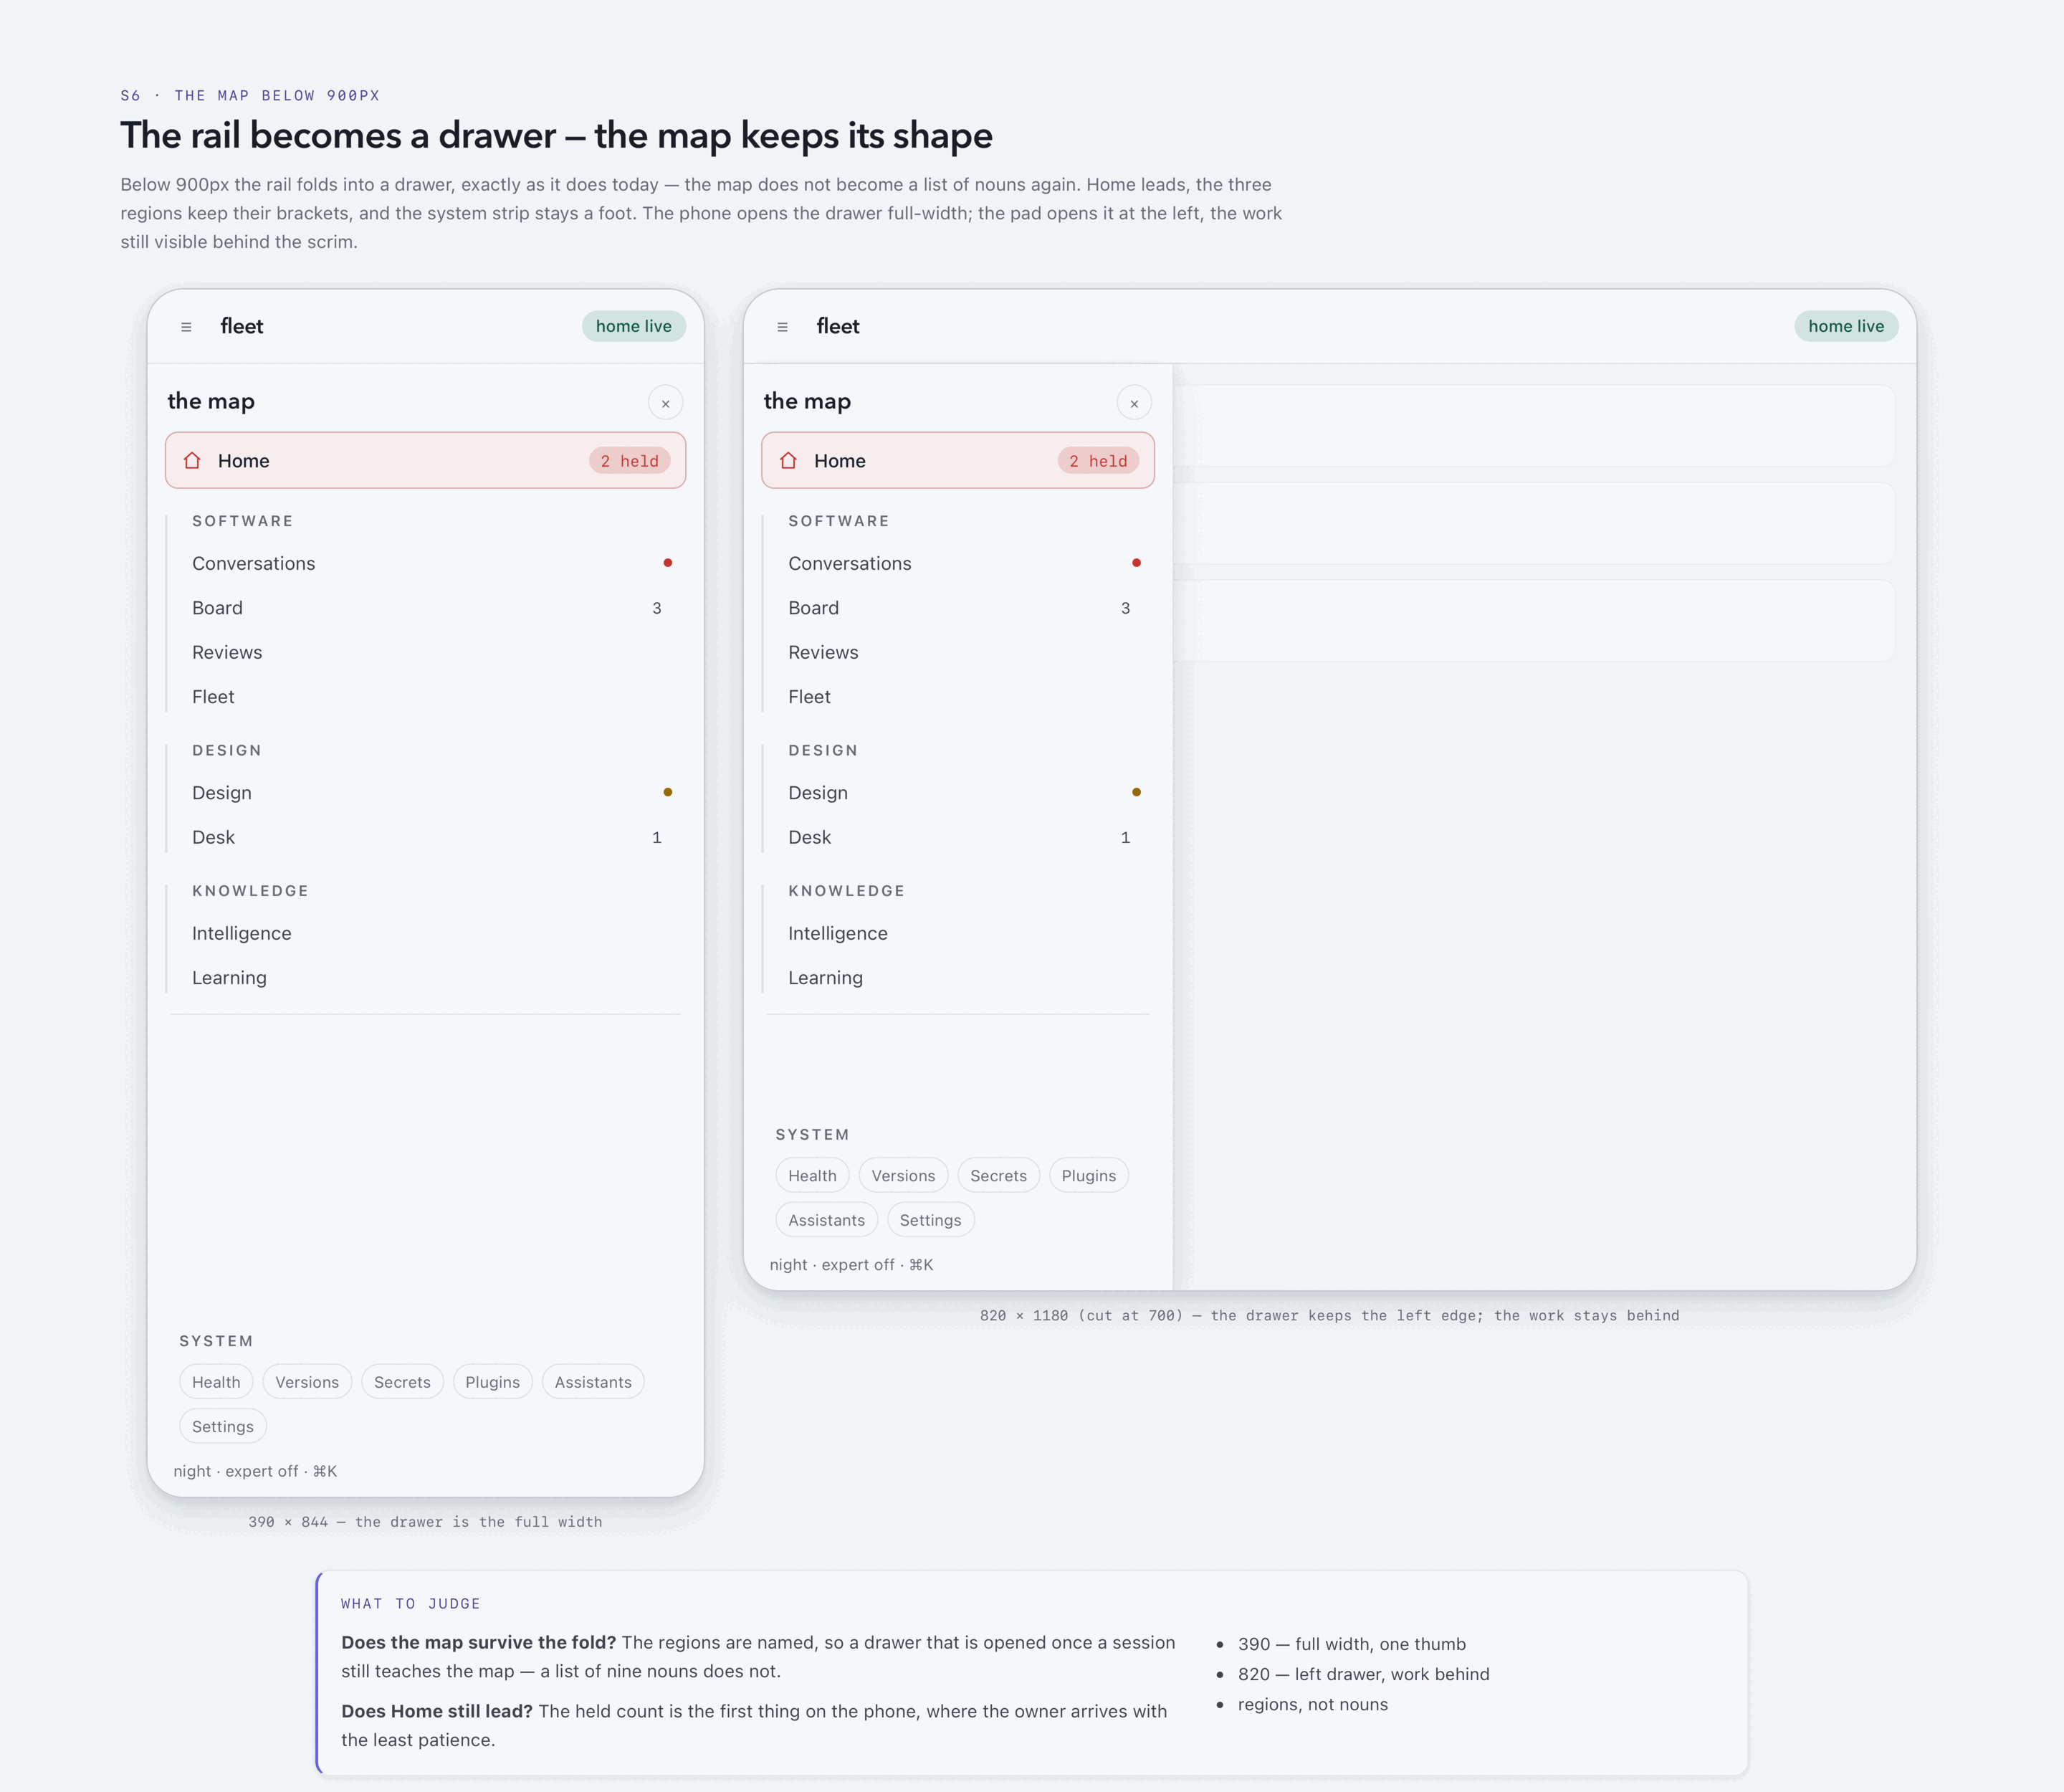 S6 · THE MAP BELOW 900PX
The rail becomes a drawer — the map keeps its shape
Below 900px the rail folds into a drawer, exactly as it does today — the map does not become a list of nouns again. Home leads, the three
regions keep their brackets, and the system strip stays a foot. The phone opens the drawer full-width; the pad opens it at the left, the work
still visible behind the scrim.
≡ fleet home live
the map ×
Home 2 held
SOFTWARE
Conversations
Board 3
Reviews
Fleet
DESIGN
Design
Desk 1
KNOWLEDGE
Intelligence
Learning
SYSTEM
Health Versions Secrets Plugins Assistants
Settings
night · expert off · ⌘K
390 × 844 — the drawer is the full width
≡ fleet home live
the map ×
Home 2 held
SOFTWARE
Conversations
Board 3
Reviews
Fleet
DESIGN
Design
Desk 1
KNOWLEDGE
Intelligence
Learning
SYSTEM
Health Versions Secrets Plugins
Assistants Settings
night · expert off · ⌘K
820 × 1180 (cut at 700) — the drawer keeps the left edge; the work stays behind
WHAT TO JUDGE
Does the map survive the fold? The regions are named, so a drawer that is opened once a session
still teaches the map — a list of nine nouns does not.
Does Home still lead? The held count is the first thing on the phone, where the owner arrives with
the least patience.
• 390 — full width, one thumb
• 820 — left drawer, work behind
• regions, not nouns